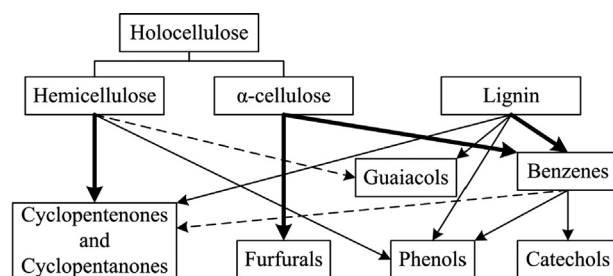 Holocellulose
Hemicellulose
α-cellulose
Lignin
Guaiacols
Benzenes
Cyclopentenones
and
Cyclopentanones
Furfurals
Phenols
Catechols